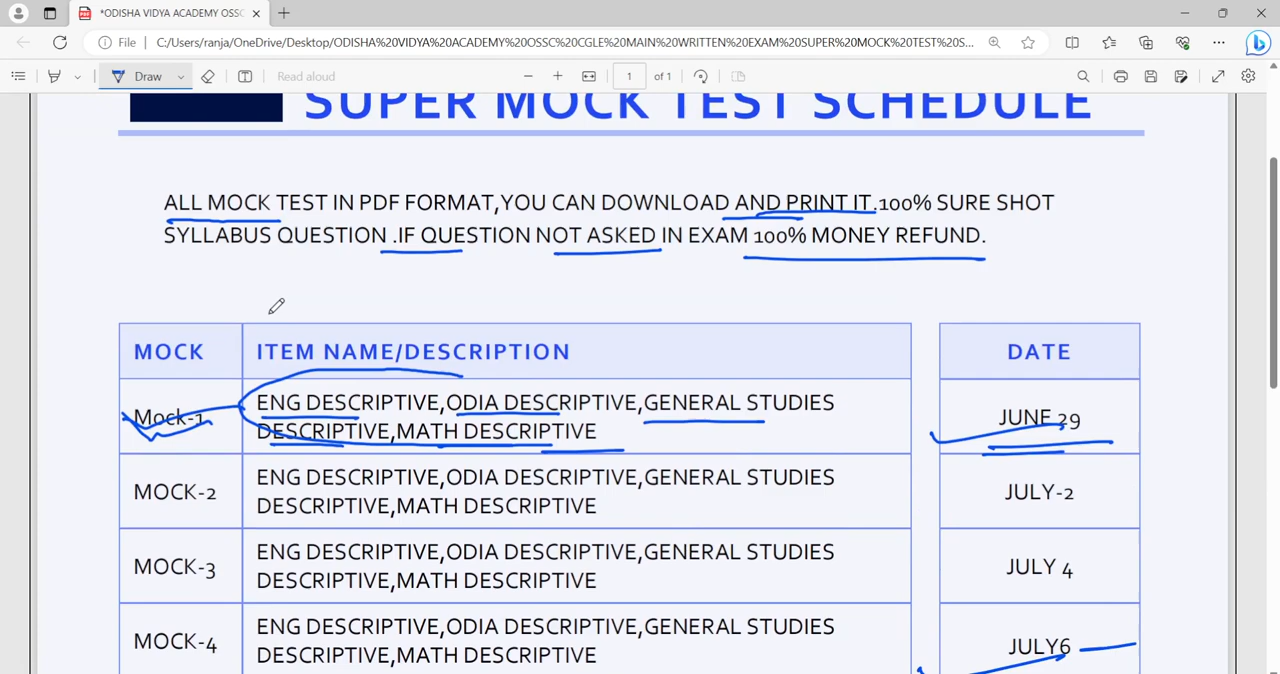 *ODISHA VIDYA ACADEMY OSSC
File
C:/Users/ranja/OneDrive/Desktop/ODISHA%20VIDYA%20ACADEMY%20OSSC%20CGLE%20MAIN%20WRITTEN%20EXAM%20SUPER%20MOCK%20TEST%20S...
Draw
Read aloud
1 of 1
SUPER MOCK TEST SCHEDULE
ALL MOCK TEST IN PDF FORMAT,YOU CAN DOWNLOAD AND PRINT IT.100% SURE SHOT
SYLLABUS QUESTION .IF QUESTION NOT ASKED IN EXAM 100% MONEY REFUND.
MOCK ITEM NAME/DESCRIPTION DATE
Mock-1 ENG DESCRIPTIVE,ODIA DESCRIPTIVE,GENERAL STUDIES JUNE 29
DESCRIPTIVE,MATH DESCRIPTIVE
MOCK-2 ENG DESCRIPTIVE,ODIA DESCRIPTIVE,GENERAL STUDIES JULY-2
DESCRIPTIVE,MATH DESCRIPTIVE
MOCK-3 ENG DESCRIPTIVE,ODIA DESCRIPTIVE,GENERAL STUDIES JULY 4
DESCRIPTIVE,MATH DESCRIPTIVE
MOCK-4 ENG DESCRIPTIVE,ODIA DESCRIPTIVE,GENERAL STUDIES JULY6
DESCRIPTIVE,MATH DESCRIPTIVE